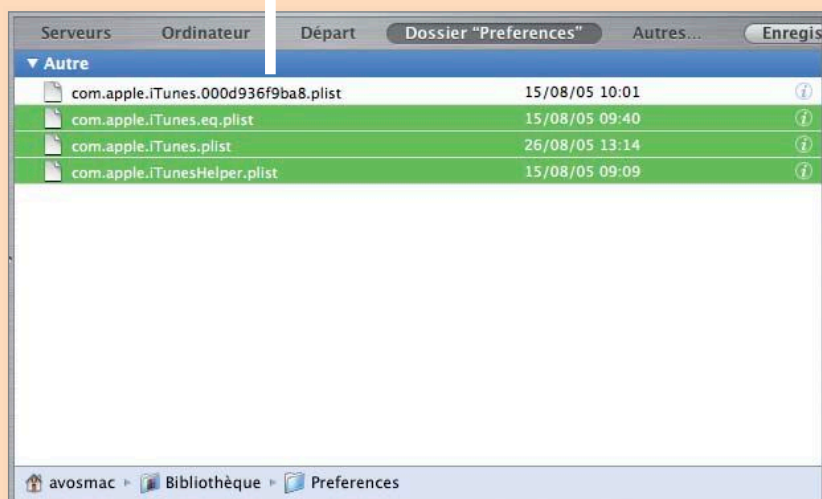 Serveurs Ordinateur Départ Dossier "Preferences" Autres... Enregis
▼ Autre
com.apple.iTunes.000d936f9ba8.plist 15/08/05 10:01
com.apple.iTunes.eq.plist 15/08/05 09:40
com.apple.iTunes.plist 26/08/05 13:14
com.apple.iTunesHelper.plist 15/08/05 09:09
avosmac ▸ Bibliothèque ▸ Preferences